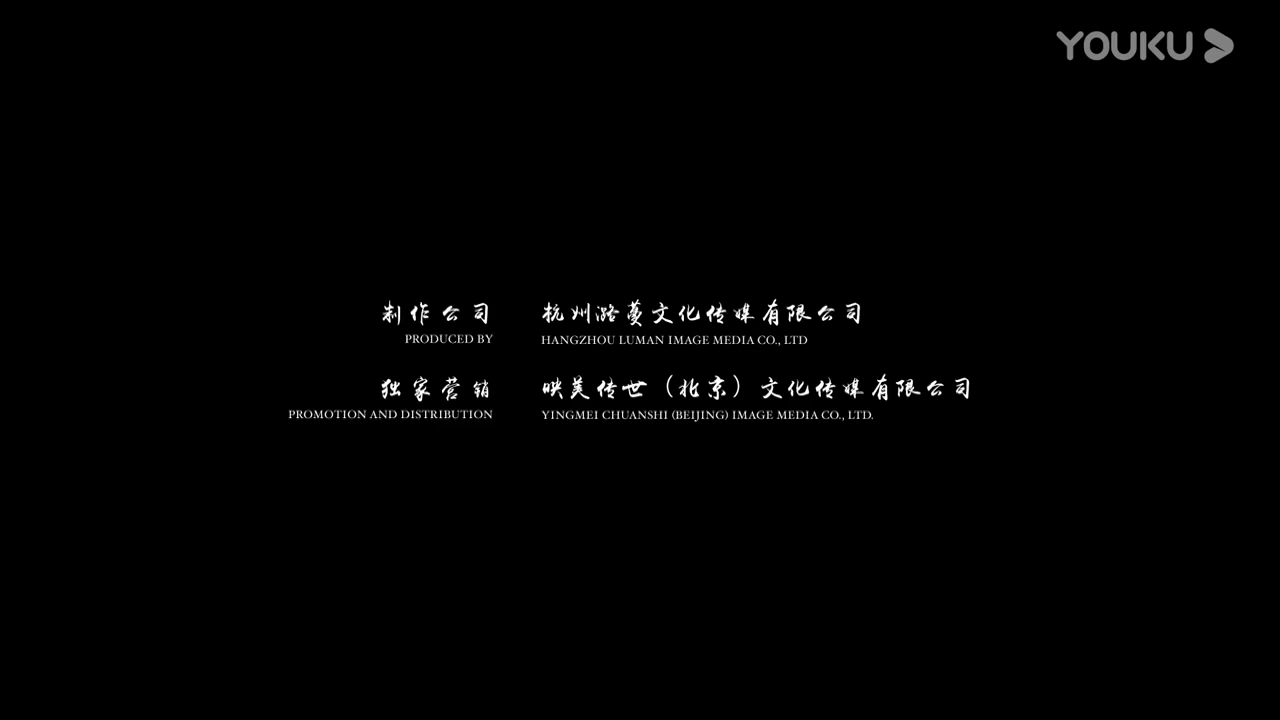 YOUKU
制作公司 杭州潞蔓文化传媒有限公司
PRODUCED BY HANGZHOU LUMAN IMAGE MEDIA CO., LTD
独家营销 映美传世（北京）文化传媒有限公司
PROMOTION AND DISTRIBUTION YINGMEI CHUANSHI (BEIJING) IMAGE MEDIA CO., LTD.